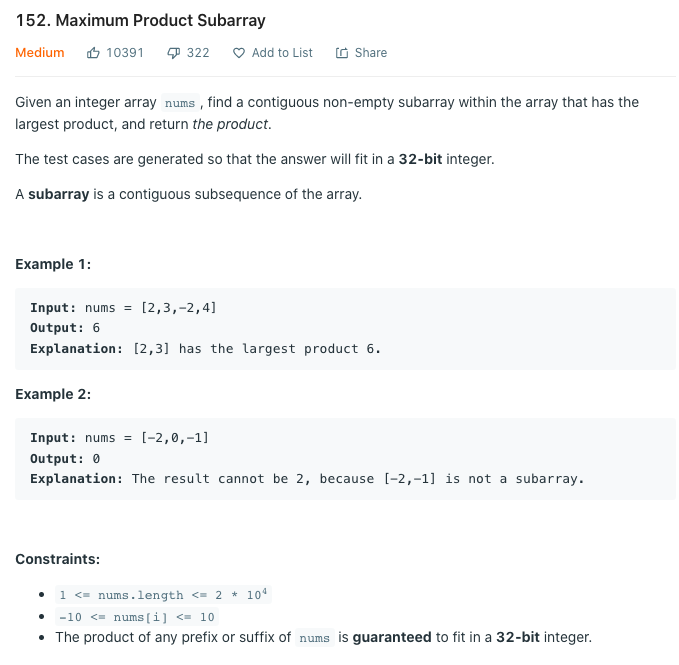 152. Maximum Product Subarray
Medium 10391 322 Add to List Share
Given an integer array nums , find a contiguous non-empty subarray within the array that has the
largest product, and return the product.
The test cases are generated so that the answer will fit in a 32-bit integer.
A subarray is a contiguous subsequence of the array.
Example 1:
Input: nums = [2,3,-2,4]
Output: 6
Explanation: [2,3] has the largest product 6.
Example 2:
Input: nums = [-2,0,-1]
Output: 0
Explanation: The result cannot be 2, because [-2,-1] is not a subarray.
Constraints:
• 1 <= nums.length <= 2 * 10⁴
• -10 <= nums[i] <= 10
• The product of any prefix or suffix of nums is guaranteed to fit in a 32-bit integer.